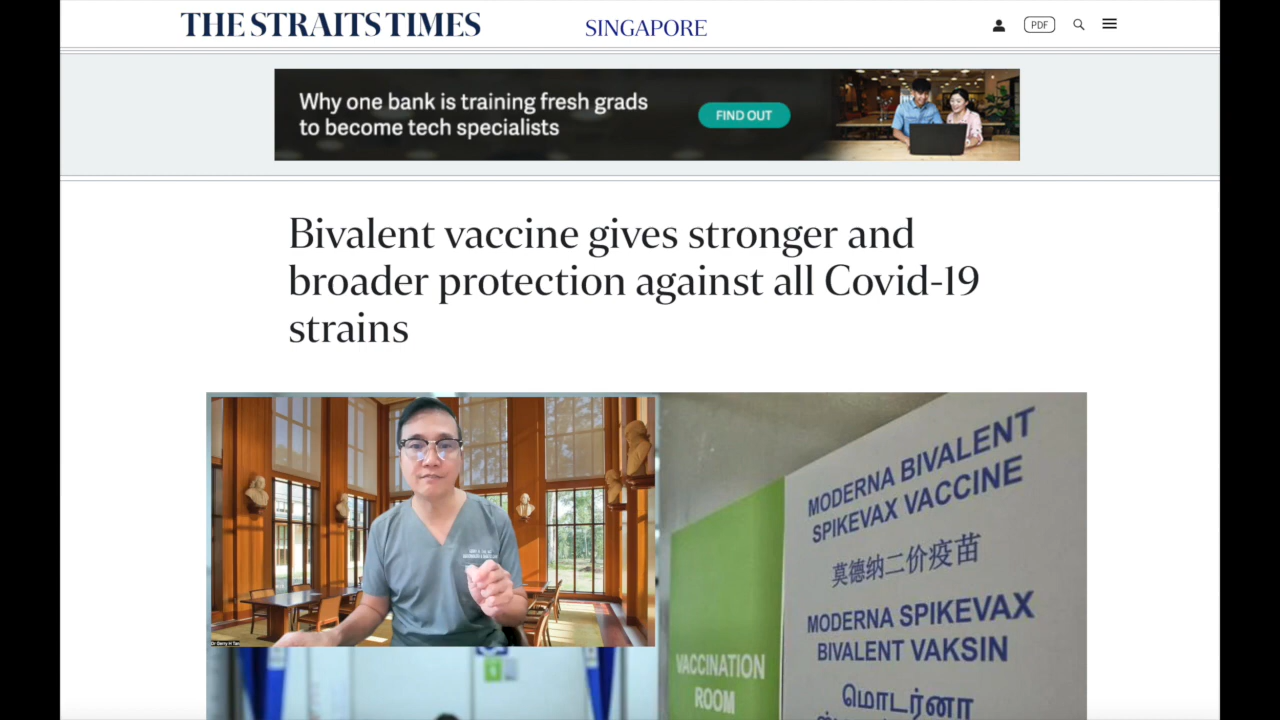 THE STRAITS TIMES
SINGAPORE
PDF
Why one bank is training fresh grads
to become tech specialists
FIND OUT
Bivalent vaccine gives stronger and
broader protection against all Covid-19
strains
MODERNA BIVALENT
SPIKEVAX VACCINE
莫德纳二价疫苗
MODERNA SPIKEVAX
BIVALENT VAKSIN
மொடர்னா
VACCINATION
ROOM
1